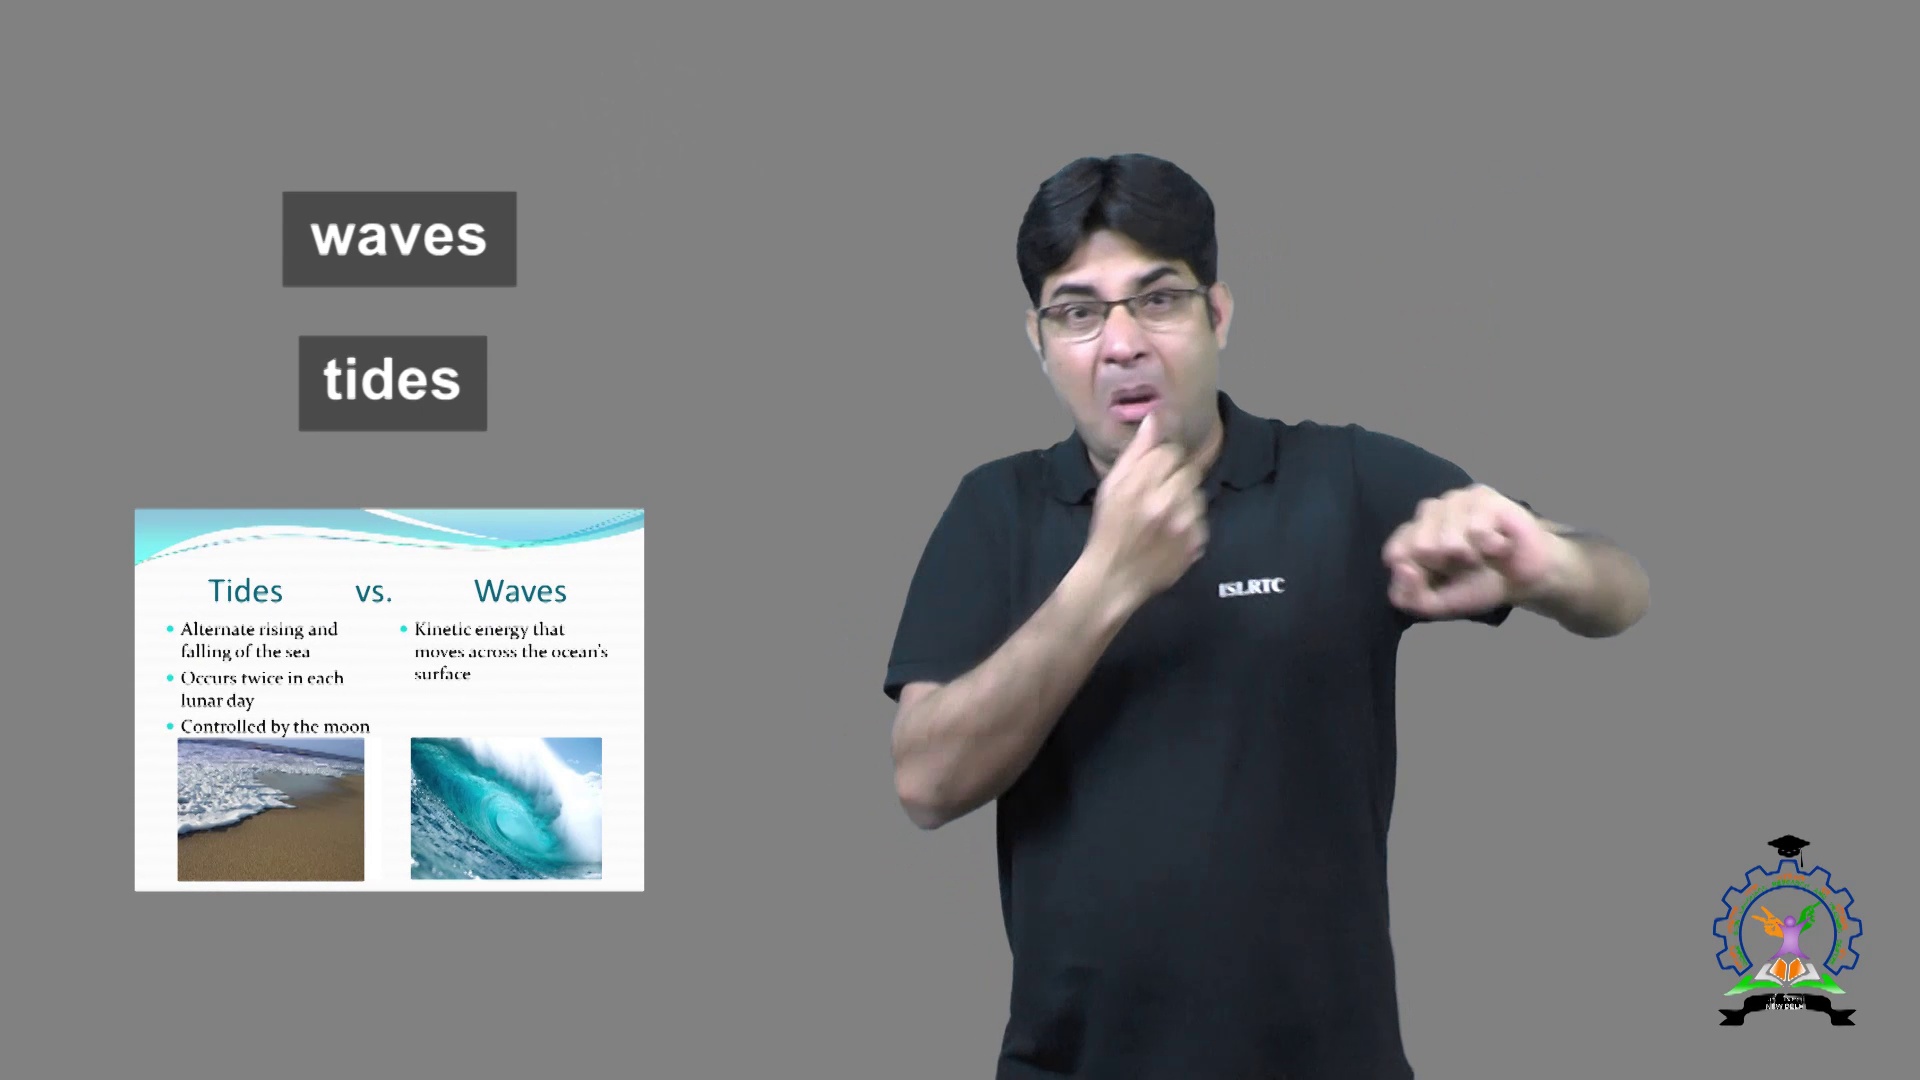 waves
tides
Tides vs. Waves
Alternate rising and
falling of the sea
Occurs twice in each
lunar day
Controlled by the moon
Kinetic energy that
moves across the ocean's
surface
ISLRTC
NEW DELHI